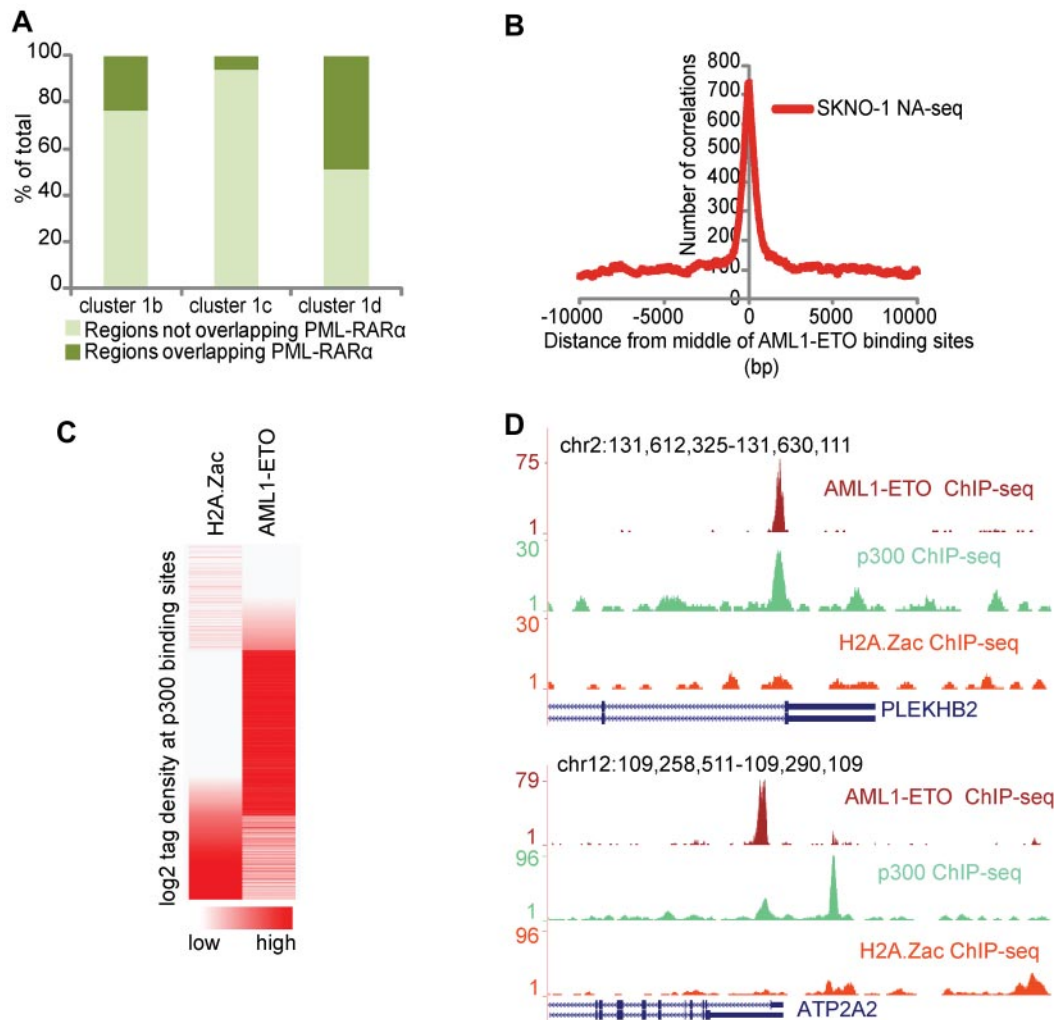 A
% of total
100
80
60
40
20
0
cluster 1b cluster 1c cluster 1d
Regions not overlapping PML-RARα
Regions overlapping PML-RARα
B
Number of correlations
800
700
600
500
400
300
200
100
0
SKNO-1 NA-seq
-10000 -5000 0 5000 10000
Distance from middle of AML1-ETO binding sites
(bp)
C
H2A.Zac
AML1-ETO
log2 tag density at p300 binding sites
low high
D
chr2:131,612,325-131,630,111
75
AML1-ETO ChIP-seq
1
30
p300 ChIP-seq
1
30
H2A.Zac ChIP-seq
1
PLEKHB2
chr12:109,258,511-109,290,109
79
AML1-ETO ChIP-seq
1
96
p300 ChIP-seq
1
96
H2A.Zac ChIP-seq
1
ATP2A2